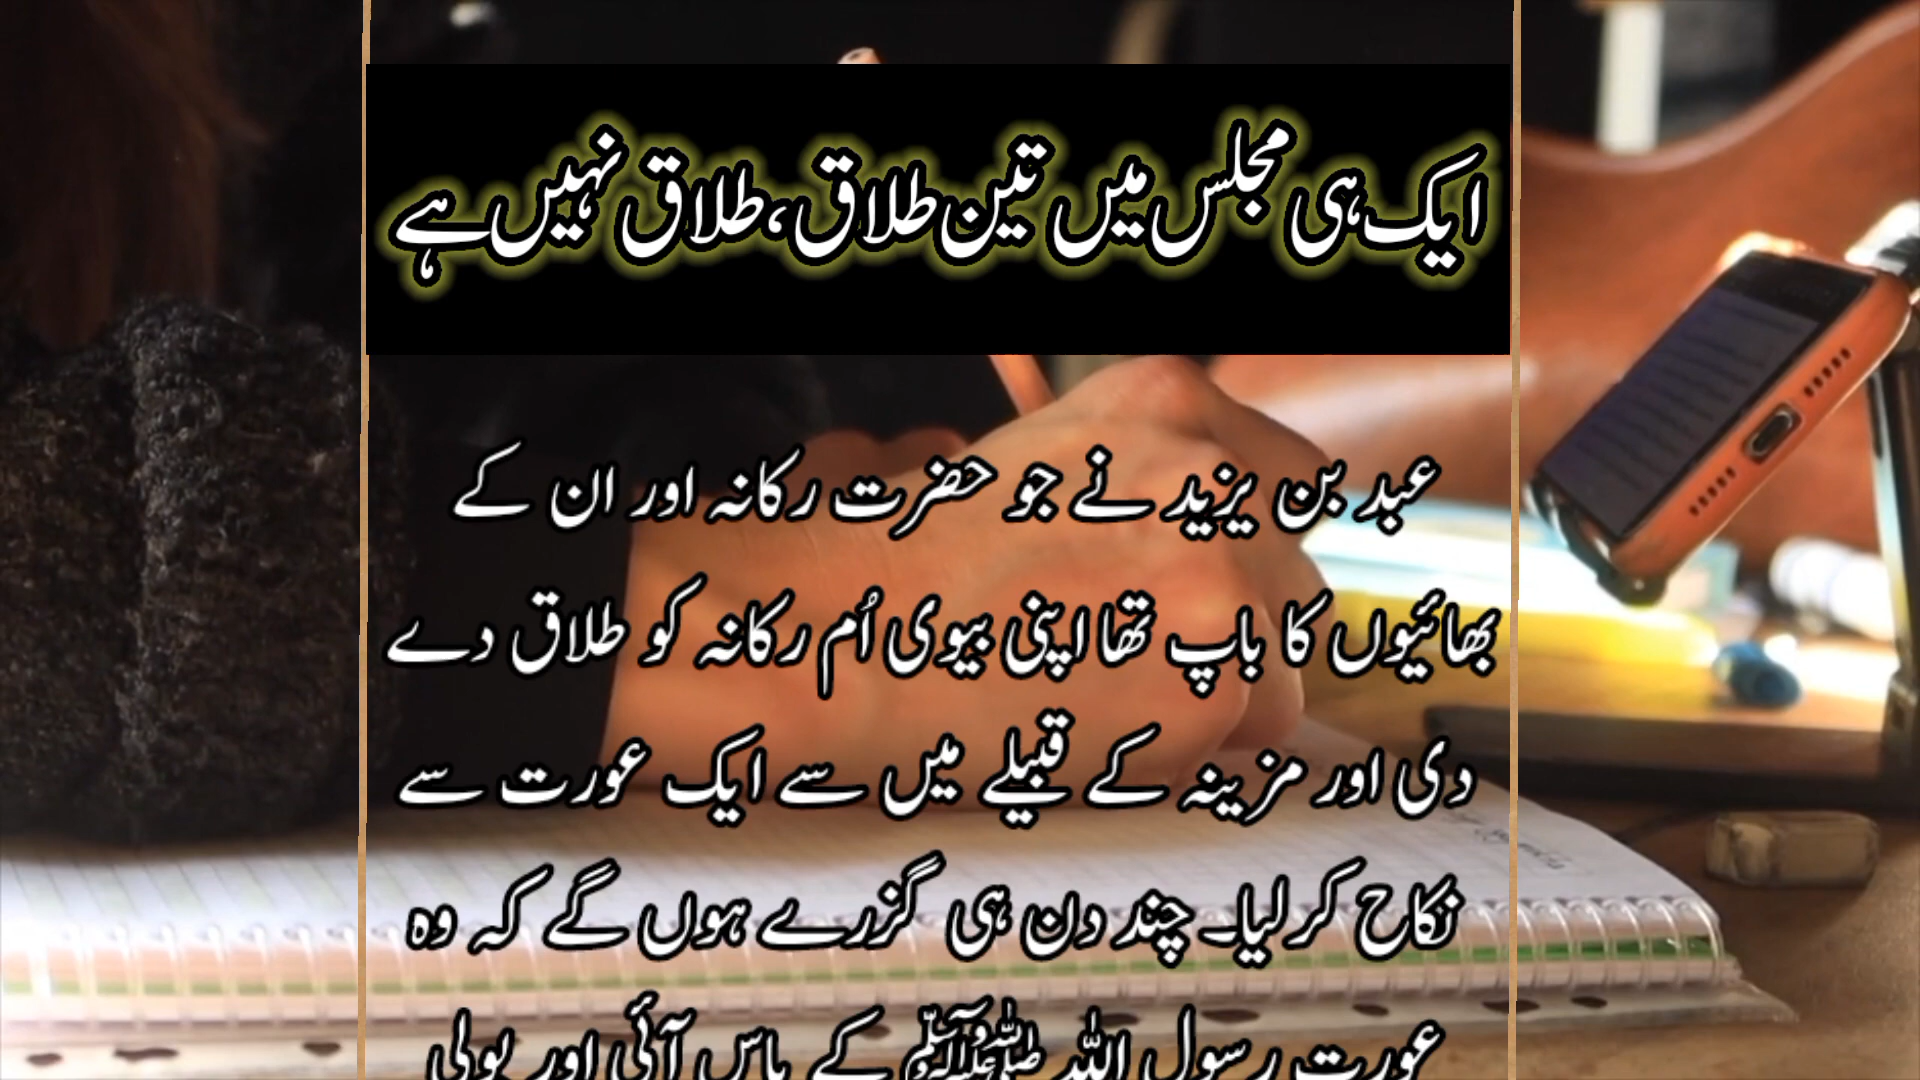 ایک ہی مجلس میں تین طلاق، طلاق نہیں ہے
عبد بن یزید نے جو حضرت رکانہ اور ان کے
بھائیوں کا باپ تھا اپنی بیوی اُم رکانہ کو طلاق دے
دی اور مزینہ کے قبیلے میں سے ایک عورت سے
نکاح کرلیا۔ چند دن ہی گزرے ہوں گے کہ وہ
عورت رسول اللہ ﷺ کے پاس آئی اور بولی